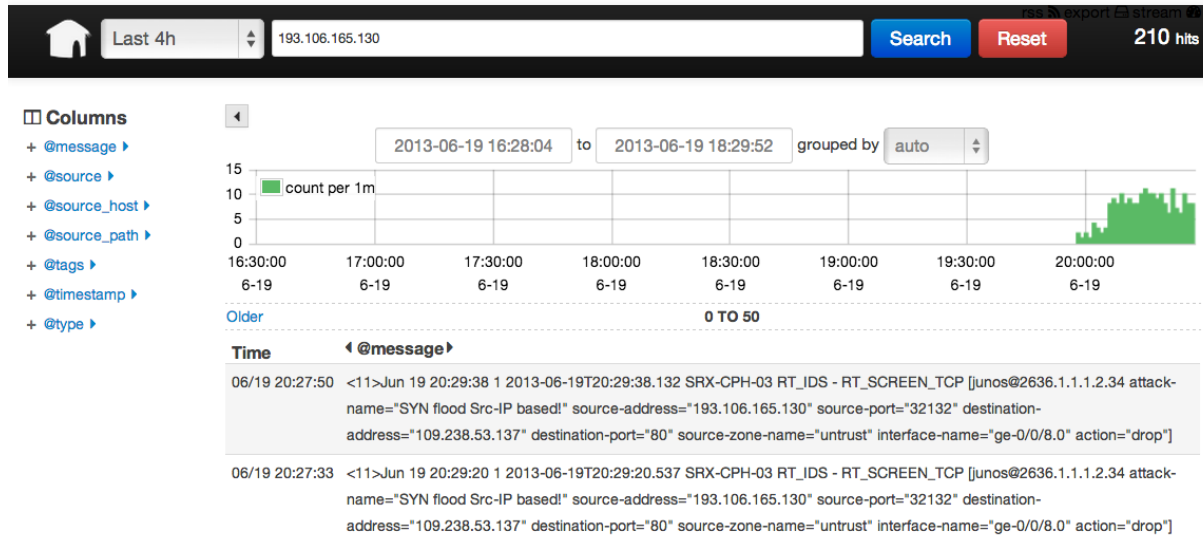 rss export stream
Last 4h 193.106.165.130 Search Reset 210 hits
Columns
@message
@source
@source_host
@source_path
@tags
@timestamp
@type
2013-06-19 16:28:04 to 2013-06-19 18:29:52 grouped by auto
15
10
5
0
count per 1m
16:30:00 17:00:00 17:30:00 18:00:00 18:30:00 19:00:00 19:30:00 20:00:00
6-19 6-19 6-19 6-19 6-19 6-19 6-19 6-19
Older 0 TO 50
Time @message
06/19 20:27:50 <11>Jun 19 20:29:38 1 2013-06-19T20:29:38.132 SRX-CPH-03 RT_IDS - RT_SCREEN_TCP [junos@2636.1.1.1.2.34 attack-
name="SYN flood Src-IP based!" source-address="193.106.165.130" source-port="32132" destination-
address="109.238.53.137" destination-port="80" source-zone-name="untrust" interface-name="ge-0/0/8.0" action="drop"]
06/19 20:27:33 <11>Jun 19 20:29:20 1 2013-06-19T20:29:20.537 SRX-CPH-03 RT_IDS - RT_SCREEN_TCP [junos@2636.1.1.1.2.34 attack-
name="SYN flood Src-IP based!" source-address="193.106.165.130" source-port="32132" destination-
address="109.238.53.137" destination-port="80" source-zone-name="untrust" interface-name="ge-0/0/8.0" action="drop"]